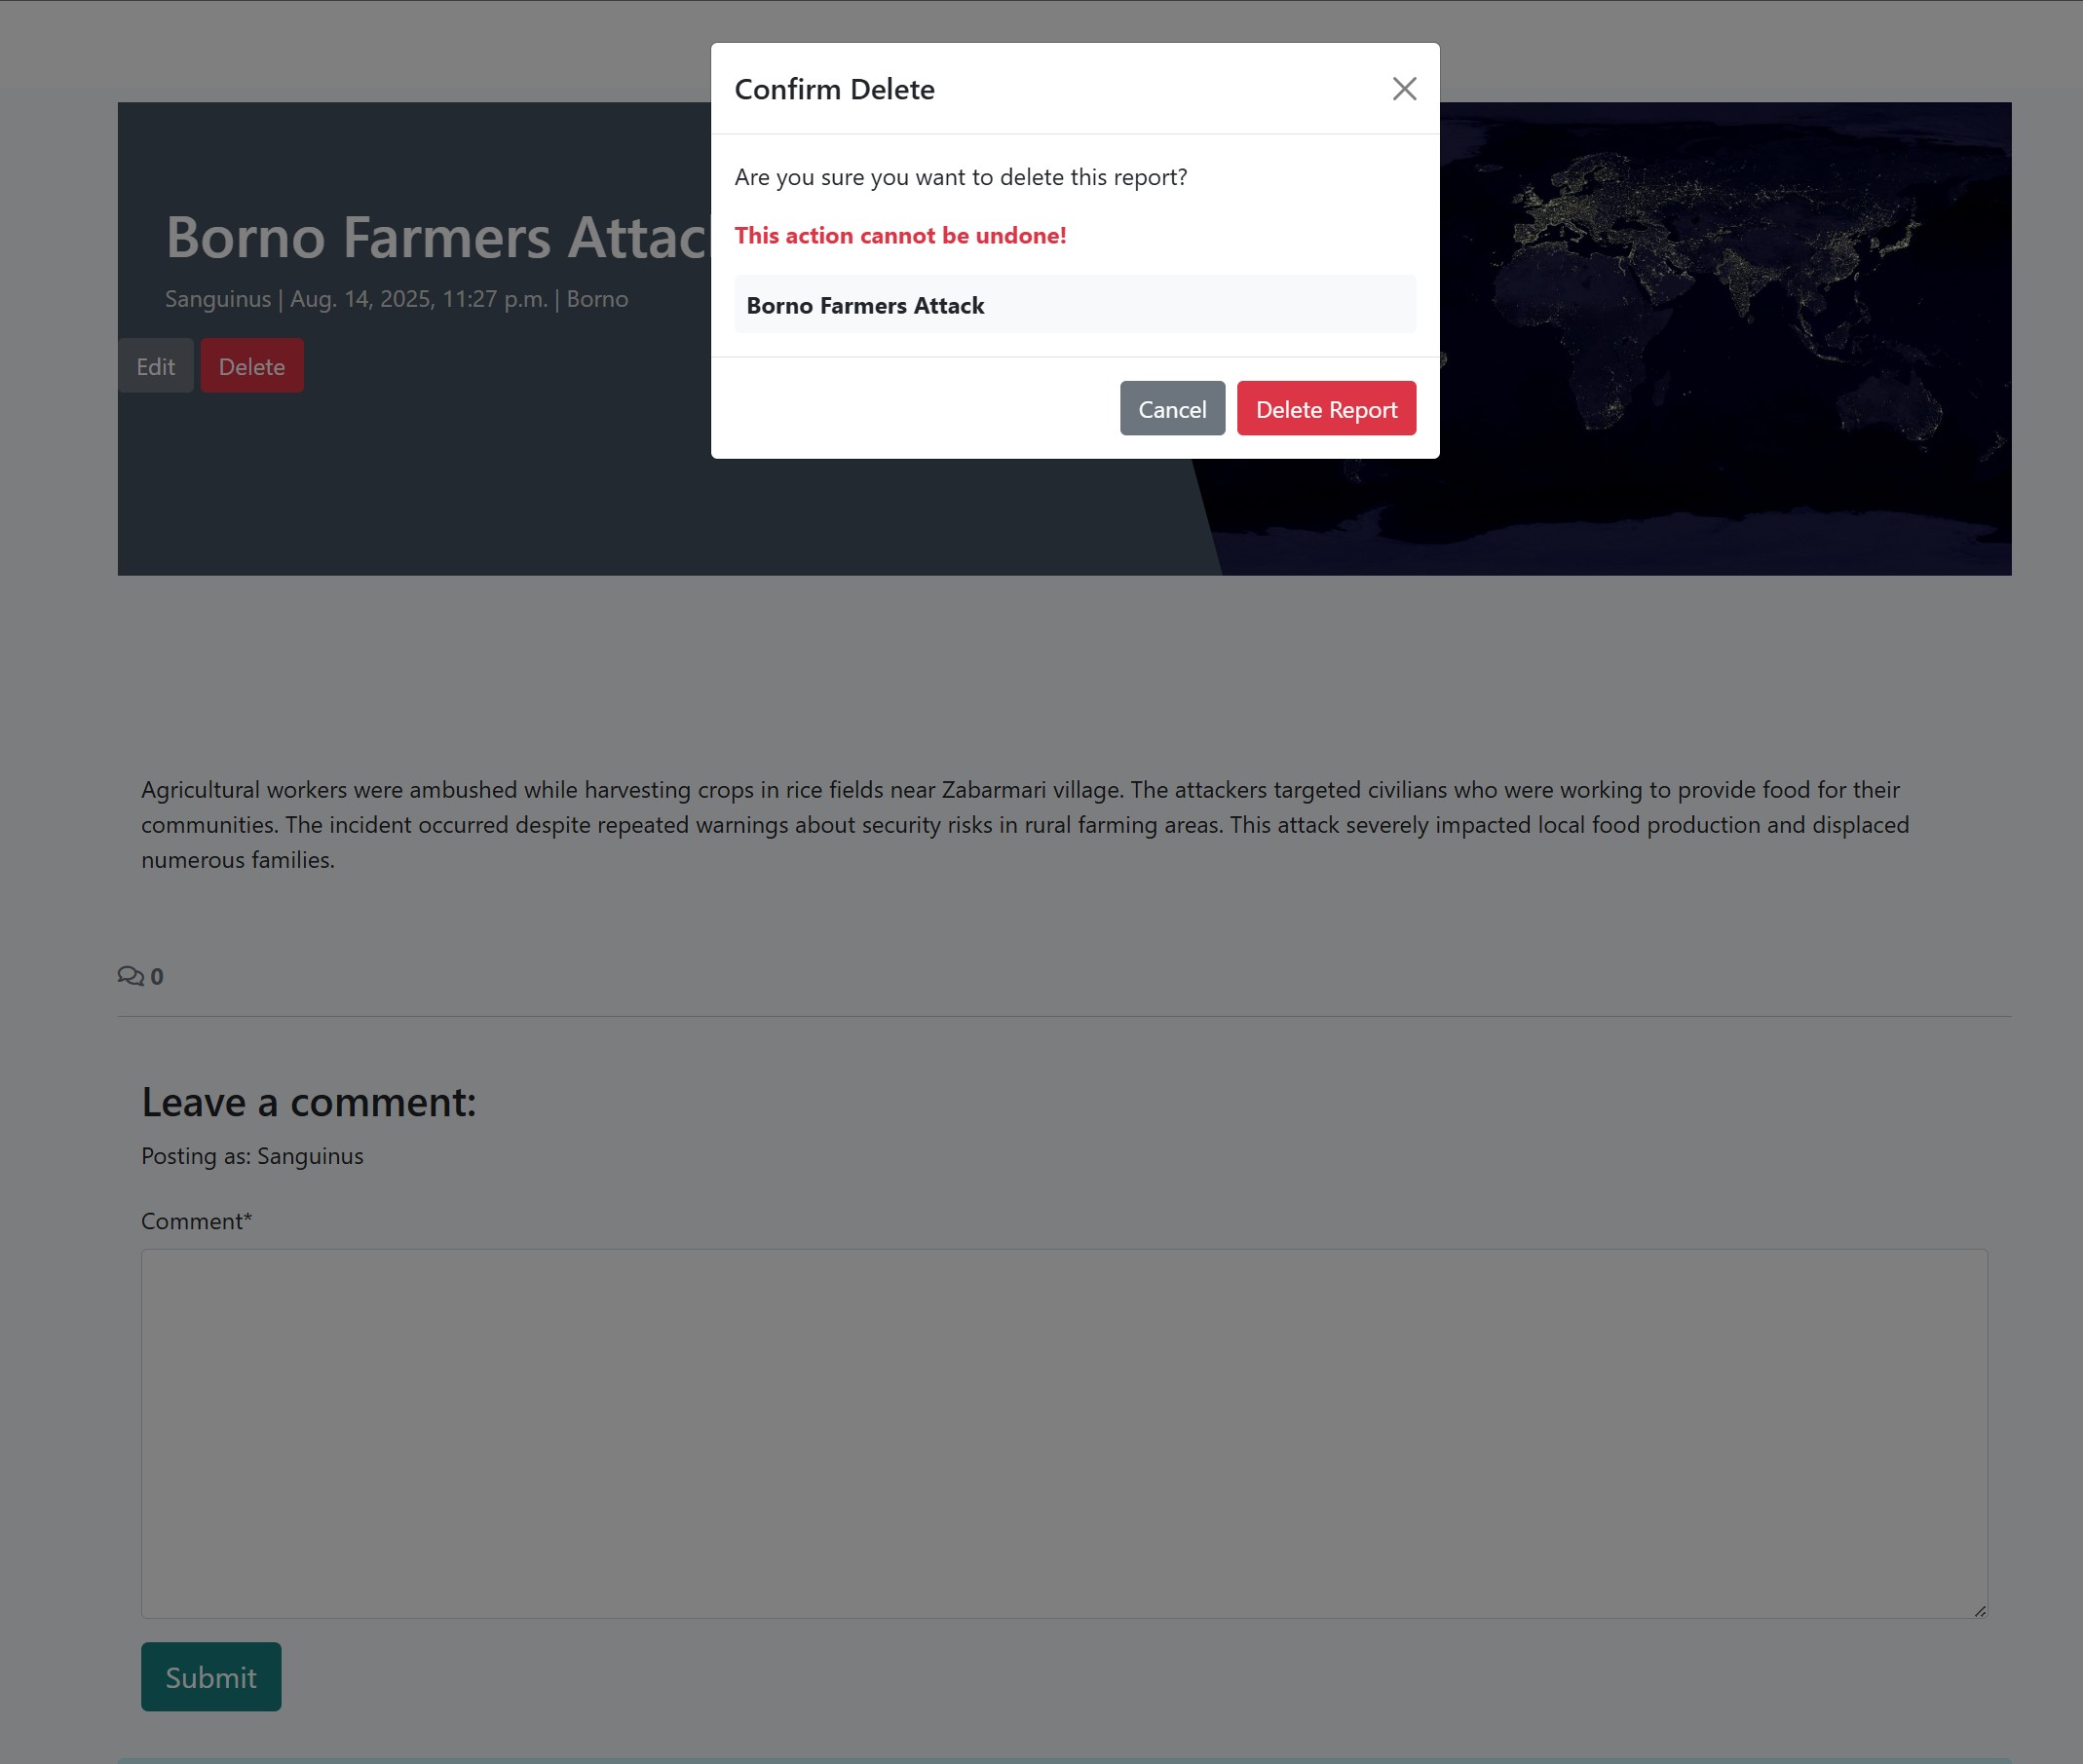 Confirm Delete
Are you sure you want to delete this report?
This action cannot be undone!
Borno Farmers Attack
Cancel
Delete Report
Borno Farmers Attac
Sanguinus | Aug. 14, 2025, 11:27 p.m. | Borno
Edit
Delete
Agricultural workers were ambushed while harvesting crops in rice fields near Zabarmari village. The attackers targeted civilians who were working to provide food for their
communities. The incident occurred despite repeated warnings about security risks in rural farming areas. This attack severely impacted local food production and displaced
numerous families.
0
Leave a comment:
Posting as: Sanguinus
Comment*
Submit